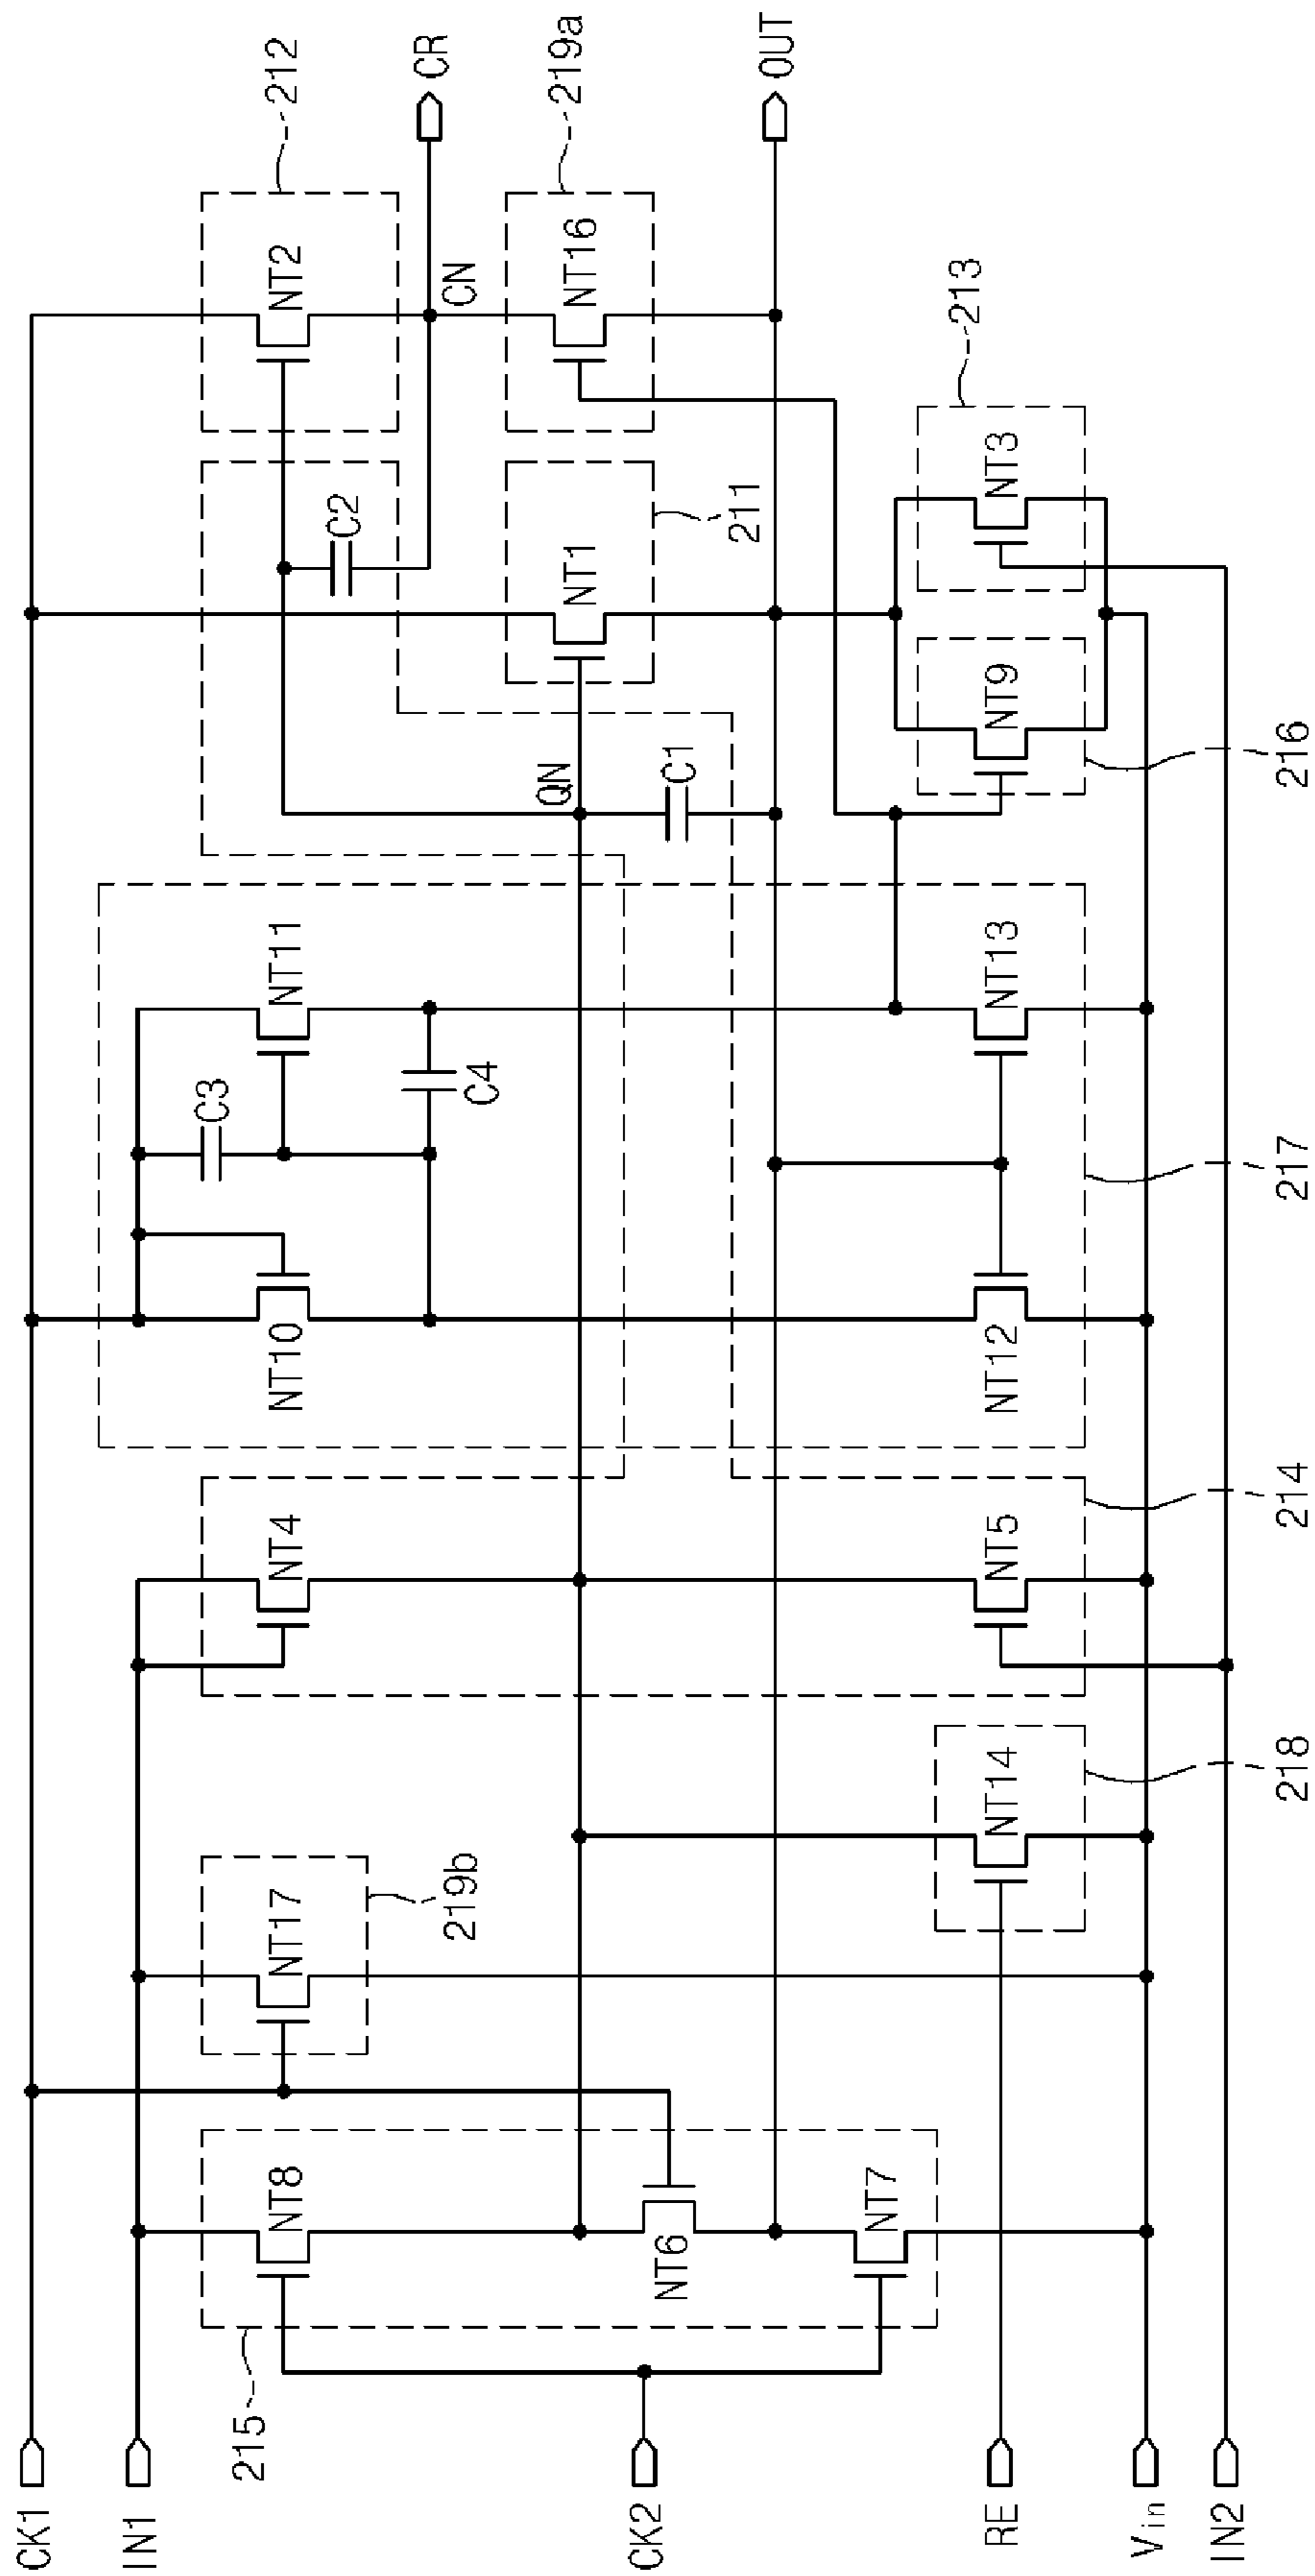 212
CR
219a
OUT
NT2
CN
NT16
213
C2
NT1
211
NT3
QN
C1
NT9
216
NT11
C3
C4
NT13
217
NT10
NT12
NT4
NT5
214
NT17
219b
NT14
218
NT8
NT6
NT7
215
CK1
IN1
CK2
RE
Vin
IN2